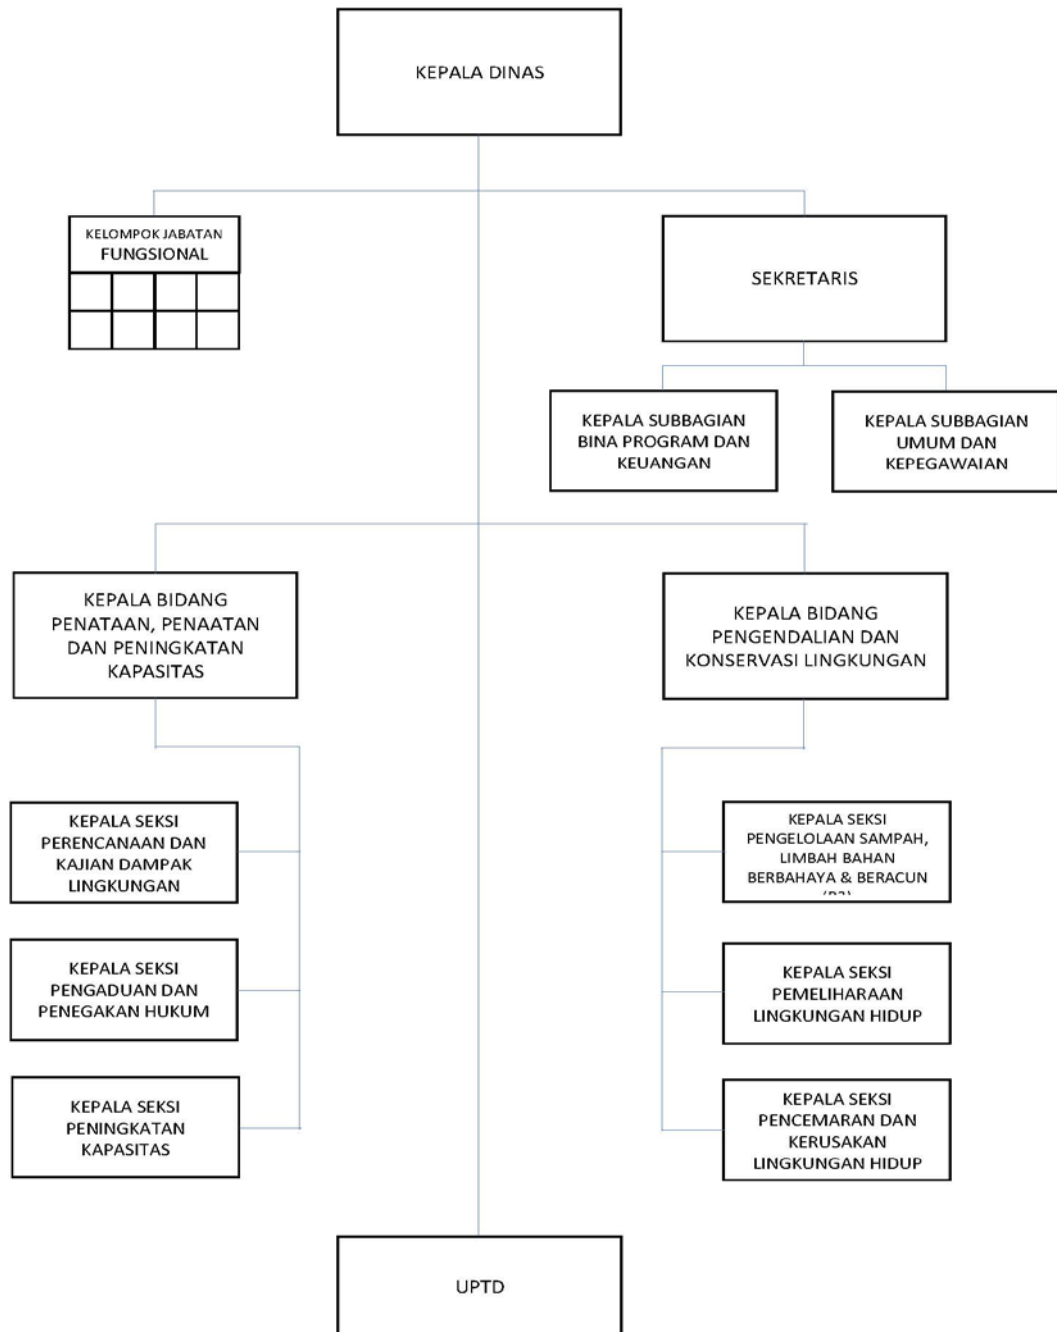 KEPALA DINAS
KELOMPOK JABATAN
FUNGSIONAL
SEKRETARIS
KEPALA SUBBAGIAN
BINA PROGRAM DAN
KEUANGAN
KEPALA SUBBAGIAN
UMUM DAN
KEPEGAWAIAN
KEPALA BIDANG
PENATAAN, PENAATAN
DAN PENINGKATAN
KAPASITAS
KEPALA BIDANG
PENGENDALIAN DAN
KONSERVASI LINGKUNGAN
KEPALA SEKSI
PERENCANAAN DAN
KAJIAN DAMPAK
LINGKUNGAN
KEPALA SEKSI
PENGELOLAAN SAMPAH,
LIMBAH BAHAN
BERBAHAYA & BERACUN
KEPALA SEKSI
PENGADUAN DAN
PENEGAKAN HUKUM
KEPALA SEKSI
PEMELIHARAAN
LINGKUNGAN HIDUP
KEPALA SEKSI
PENINGKATAN
KAPASITAS
KEPALA SEKSI
PENCEMARAN DAN
KERUSAKAN
LINGKUNGAN HIDUP
UPTD